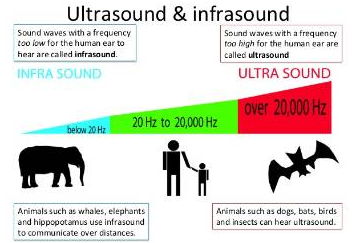 Ultrasound & infrasound
Sound waves with a frequency
too low for the human ear to
hear are called infrasound.
Sound waves with a frequency
too high for the human ear are
called ultrasound
INFRA SOUND
ULTRA SOUND
below 20 Hz
20 Hz to 20,000 Hz
over 20,000 Hz
Animals such as whales, elephants
and hippopotamus use infrasound
to communicate over distances.
Animals such as dogs, bats, birds
and insects can hear ultrasound.